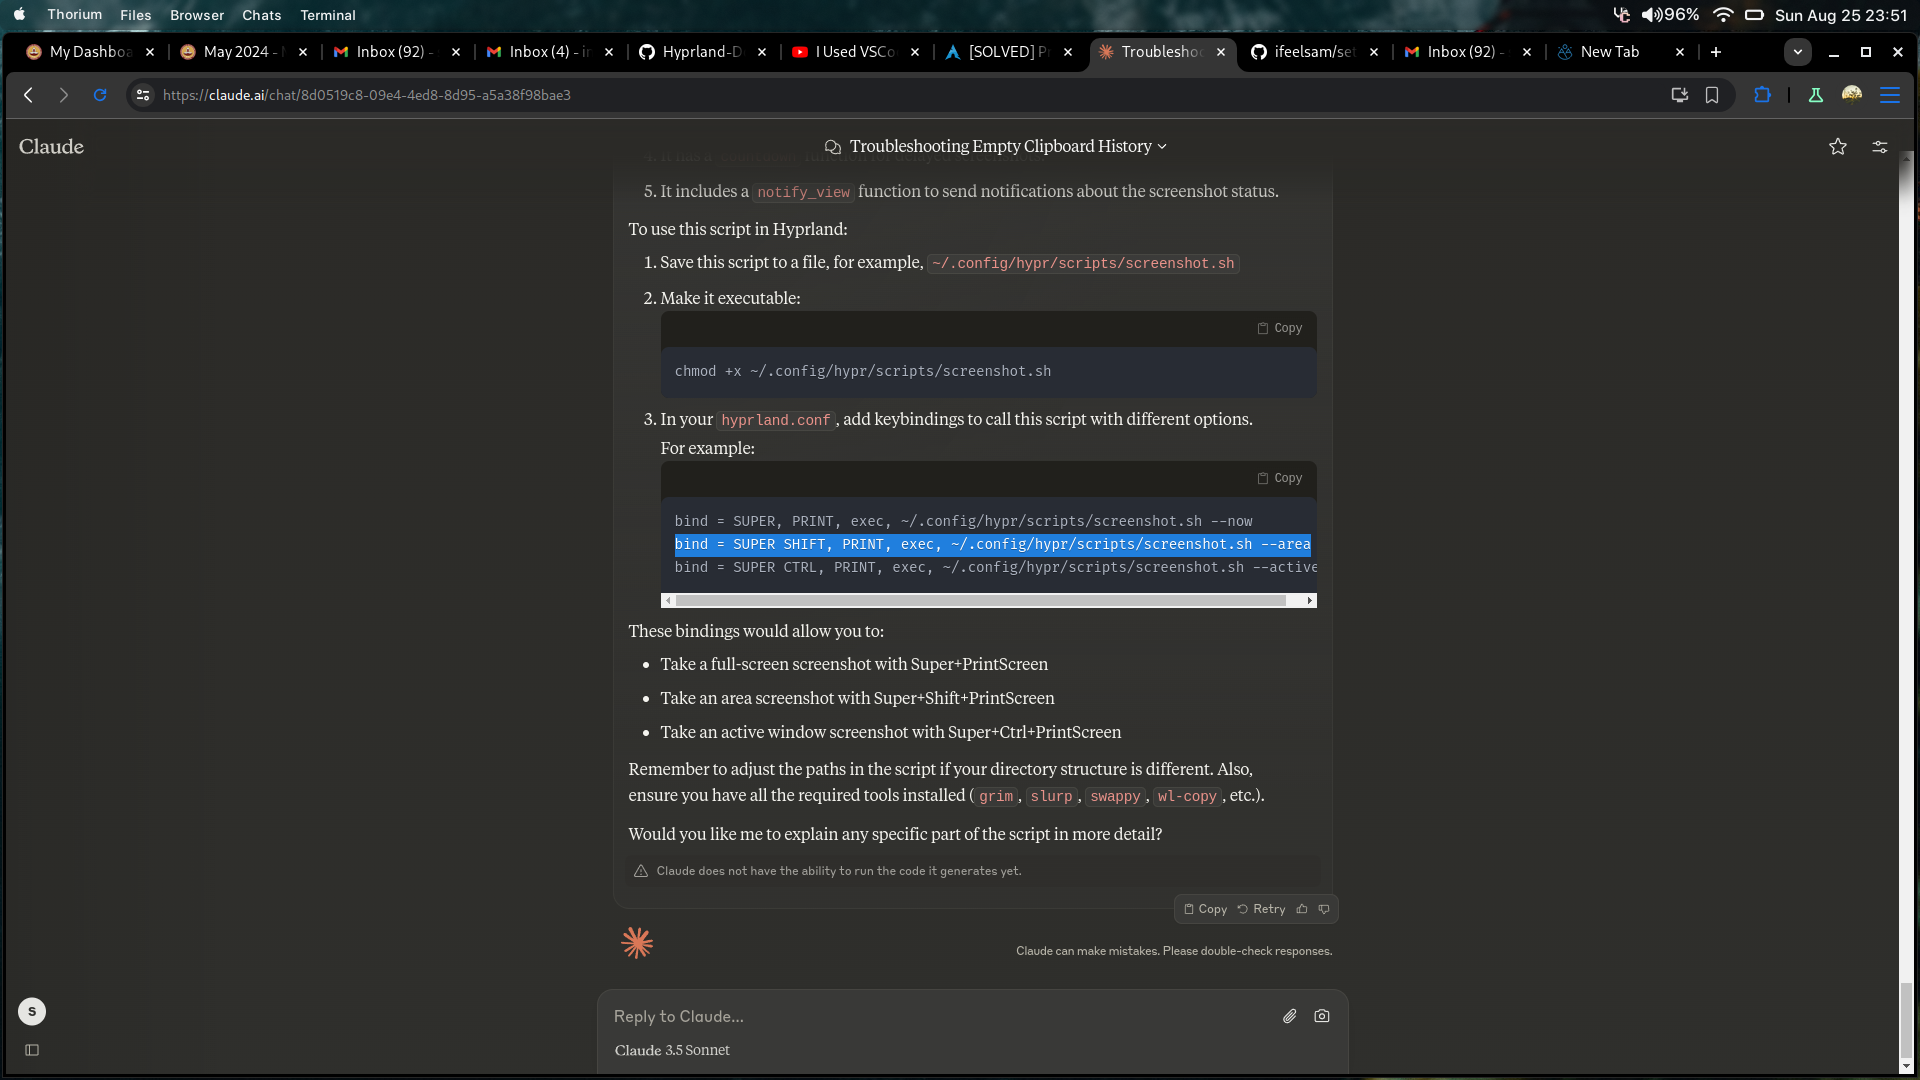 Thorium Files Browser Chats Terminal 96% Sun Aug 25 23:51
My Dashboa May 2024 - Inbox (92) - Inbox (4) - in Hyprland-D I Used VSCo [SOLVED] Pr Troubleshoo ifeelsam/set Inbox (92) - New Tab
https://claude.ai/chat/8d0519c8-09e4-4ed8-8d95-a5a38f98bae3
Claude
Troubleshooting Empty Clipboard History
5. It includes a notify_view function to send notifications about the screenshot status.
To use this script in Hyprland:
1. Save this script to a file, for example, ~/.config/hypr/scripts/screenshot.sh
2. Make it executable:
Copy
chmod +x ~/.config/hypr/scripts/screenshot.sh
3. In your hyprland.conf, add keybindings to call this script with different options.
For example:
Copy
bind = SUPER, PRINT, exec, ~/.config/hypr/scripts/screenshot.sh --now
bind = SUPER SHIFT, PRINT, exec, ~/.config/hypr/scripts/screenshot.sh --area
bind = SUPER CTRL, PRINT, exec, ~/.config/hypr/scripts/screenshot.sh --active
These bindings would allow you to:
• Take a full-screen screenshot with Super+PrintScreen
• Take an area screenshot with Super+Shift+PrintScreen
• Take an active window screenshot with Super+Ctrl+PrintScreen
Remember to adjust the paths in the script if your directory structure is different. Also,
ensure you have all the required tools installed (grim, slurp, swappy, wl-copy, etc.).
Would you like me to explain any specific part of the script in more detail?
Claude does not have the ability to run the code it generates yet.
Copy Retry
Claude can make mistakes. Please double-check responses.
S
Reply to Claude...
Claude 3.5 Sonnet